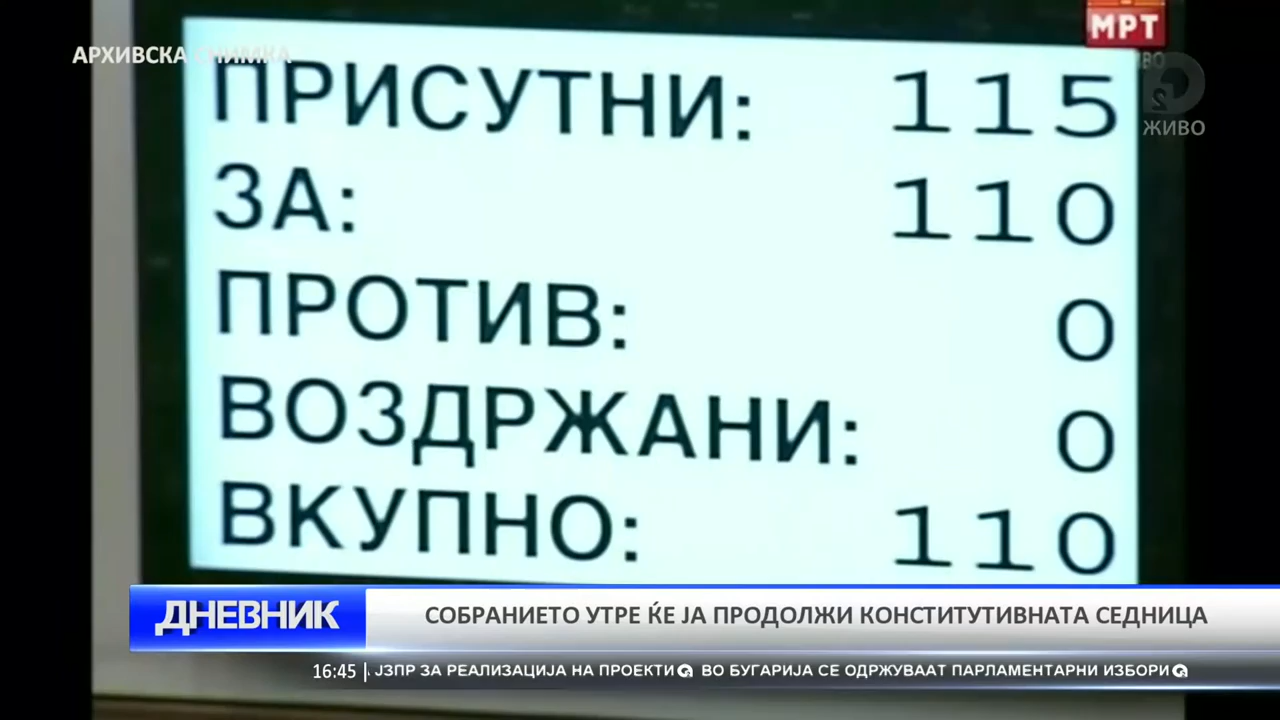 АРХИВСКА СНИМКА
МРТ
ЖИВО
ПРИСУТНИ: 115
ЗА: 110
ПРОТИВ: 0
ВОЗДРЖАНИ: 0
ВКУПНО: 110
ДНЕВНИК
СОБРАНИЕТО УТРЕ ЌЕ ЈА ПРОДОЛЖИ КОНСТИТУТИВНАТА СЕДНИЦА
16:45 ЈЗПР ЗА РЕАЛИЗАЦИЈА НА ПРОЕКТИ ВО БУГАРИЈА СЕ ОДРЖУВААТ ПАРЛАМЕНТАРНИ ИЗБОРИ